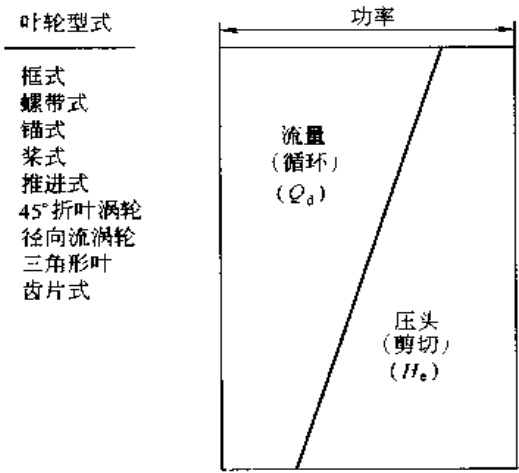 叶轮型式
功率
框式
螺带式
锚式
桨式
推进式
45°折叶涡轮
径向流涡轮
三角形叶
齿片式
流量
(循环)
(Qd)
压头
(剪切)
(He)